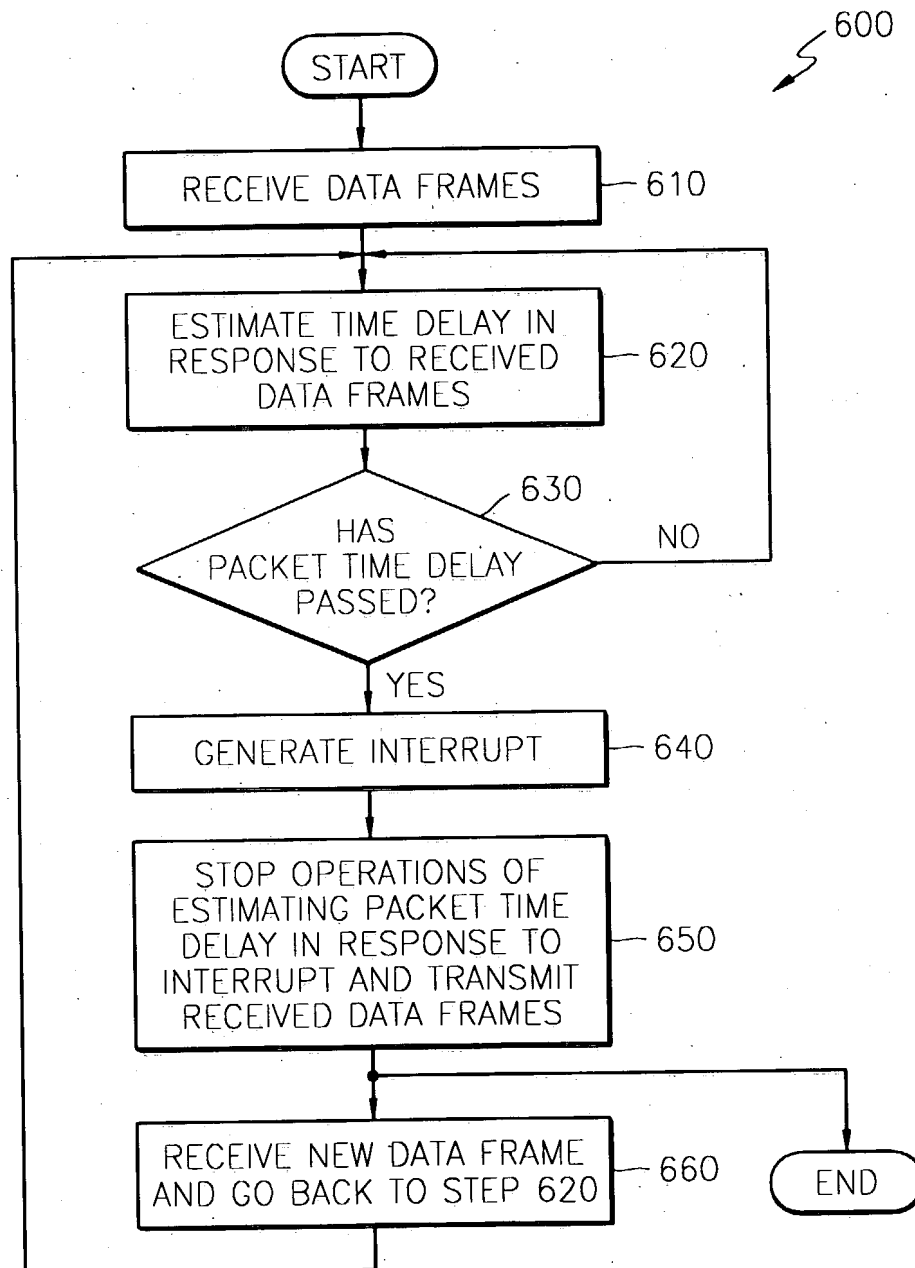 600
START
RECEIVE DATA FRAMES
610
ESTIMATE TIME DELAY IN
RESPONSE TO RECEIVED
DATA FRAMES
620
630
HAS
PACKET TIME DELAY
PASSED?
NO
YES
GENERATE INTERRUPT
640
STOP OPERATIONS OF
ESTIMATING PACKET TIME
DELAY IN RESPONSE TO
INTERRUPT AND TRANSMIT
RECEIVED DATA FRAMES
650
RECEIVE NEW DATA FRAME
AND GO BACK TO STEP 620
660
END